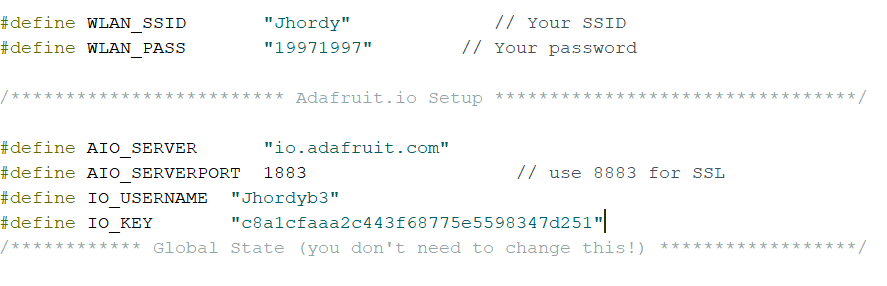 #define WLAN_SSID "Jhordy" // Your SSID
#define WLAN_PASS "19971997" // Your password
/************************* Adafruit.io Setup *********************************/
#define AIO_SERVER "io.adafruit.com"
#define AIO_SERVERPORT 1883 // use 8883 for SSL
#define IO_USERNAME "Jhordyb3"
#define IO_KEY "c8a1cfaaa2c443f68775e5598347d251"
/************ Global State (you don't need to change this!) ******************/